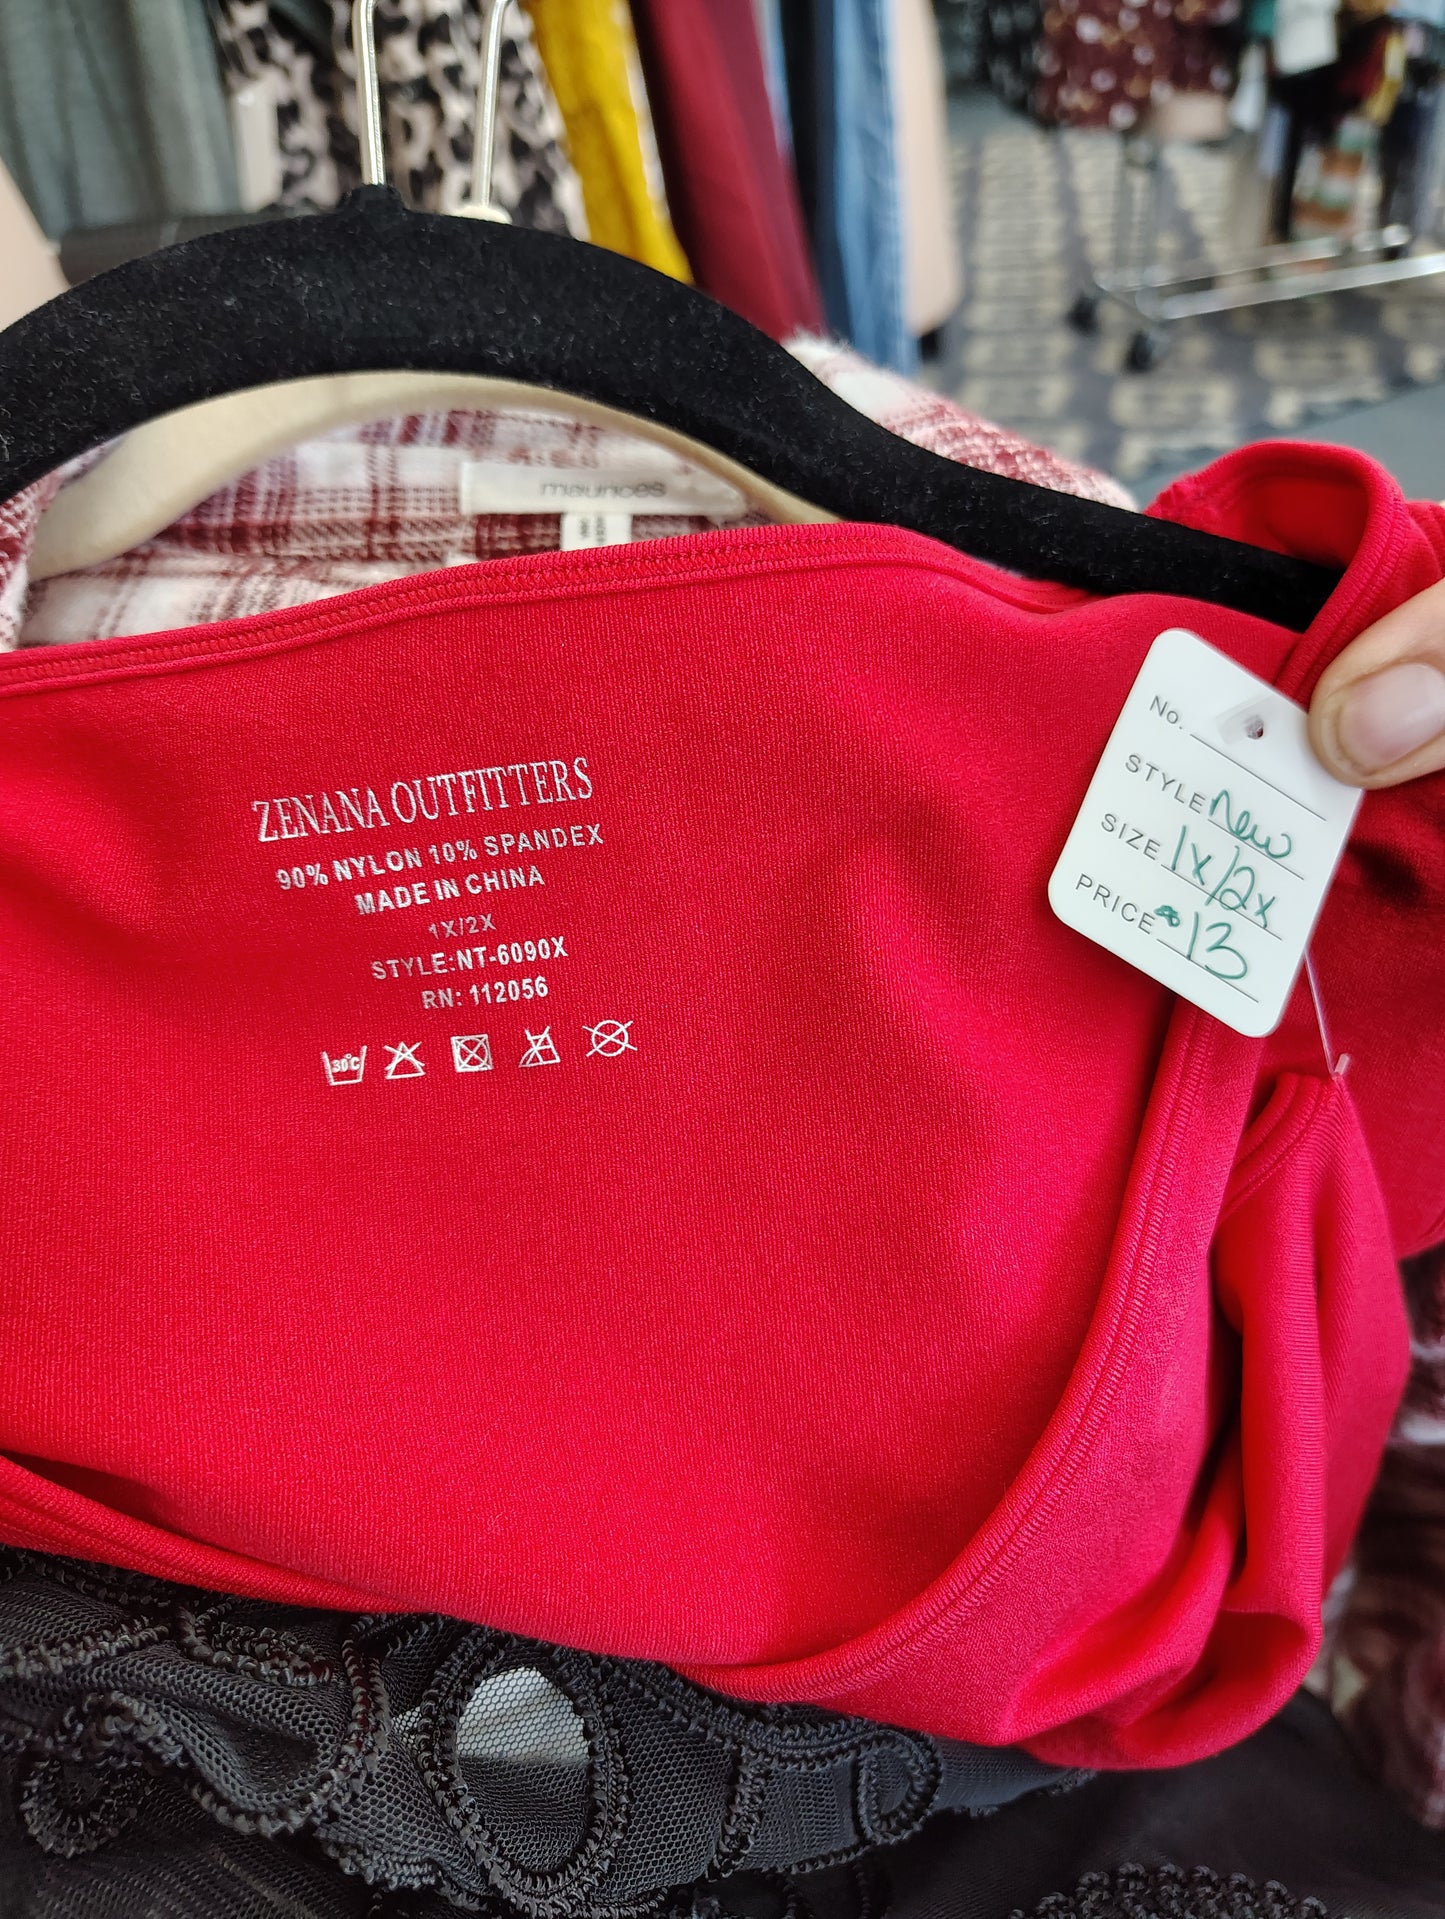 maurices
ZENANA OUTFITTERS
90% NYLON 10% SPANDEX
MADE IN CHINA
1X/2X
STYLE:NT-6090X
RN: 112056
30°C
No.
STYLE new
SIZE 1x/2x
PRICE $13